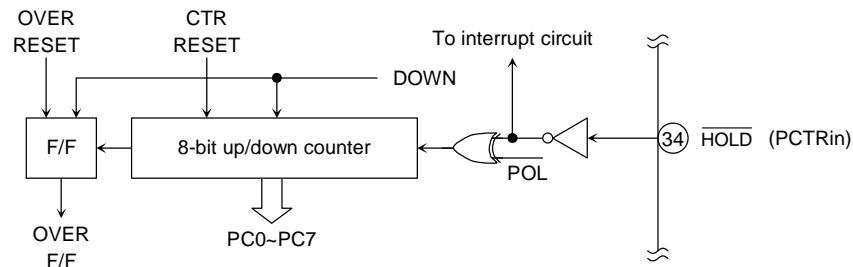 OVER
RESET
CTR
RESET
To interrupt circuit
DOWN
F/F
8-bit up/down counter
POL
34 HOLD (PCTRin)
OVER
F/F
PC0~PC7